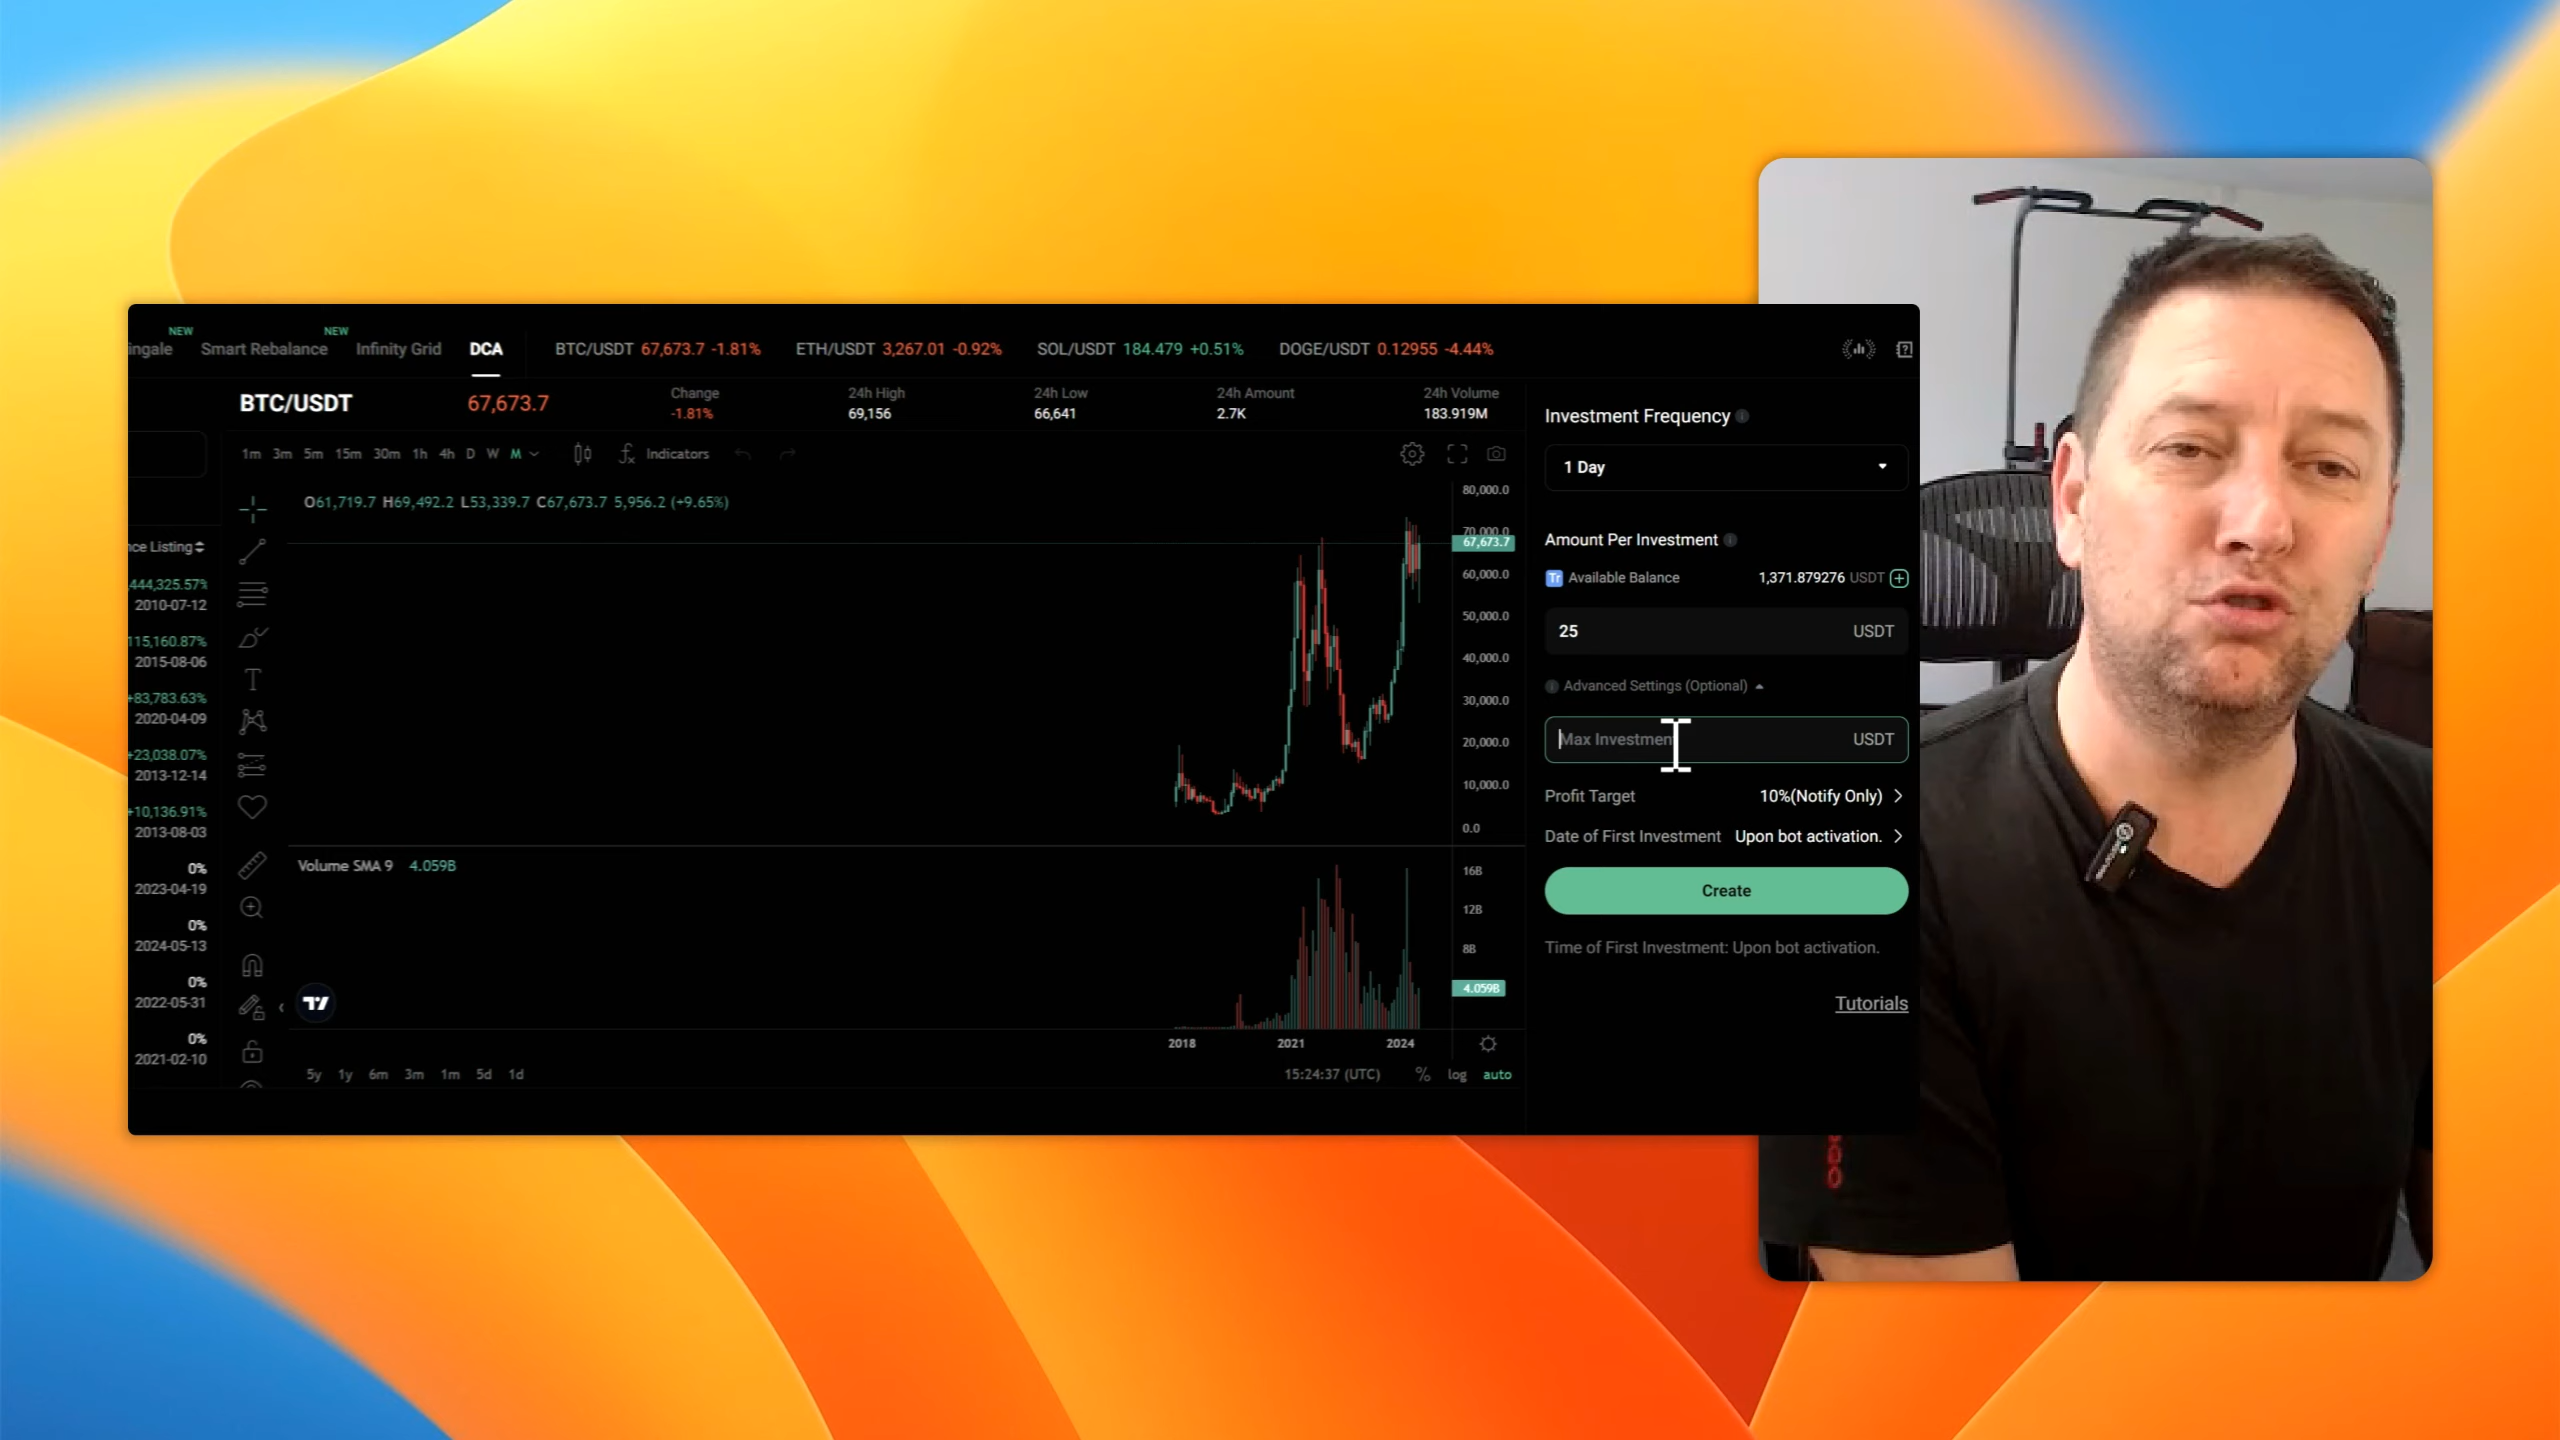 NEW NEW
ingale Smart Rebalance Infinity Grid DCA BTC/USDT 67,673.7 -1.81% ETH/USDT 3,267.01 -0.92% SOL/USDT 184.479 +0.51% DOGE/USDT 0.12955 -4.44%
BTC/USDT 67,673.7
Change
-1.81%
24h High
69,156
24h Low
66,641
24h Amount
2.7K
24h Volume
183.919M
1m 3m 5m 15m 30m 1h 4h D W M Indicators
O61,719.7 H69,492.2 L53,339.7 C67,673.7 5,956.2 (+9.65%)
nce Listing
444,325.57%
2010-07-12
115,160.87%
2015-08-06
+83,783.63%
2020-04-09
+23,038.07%
2013-12-14
+10,136.91%
2013-08-03
0%
2023-04-19
0%
2024-05-13
0%
2022-05-31
0%
2021-02-10
80,000.0
70,000.0
67,673.7
60,000.0
50,000.0
40,000.0
30,000.0
20,000.0
10,000.0
0.0
Volume SMA 9 4.059B
16B
12B
8B
4.059B
2018 2021 2024
5y 1y 6m 3m 1m 5d 1d 15:24:37 (UTC) % log auto
Investment Frequency
1 Day
Amount Per Investment
Tr Available Balance 1,371.879276 USDT
25 USDT
Advanced Settings (Optional)
Max Investmen USDT
Profit Target 10%(Notify Only)
Date of First Investment Upon bot activation.
Create
Time of First Investment: Upon bot activation.
Tutorials